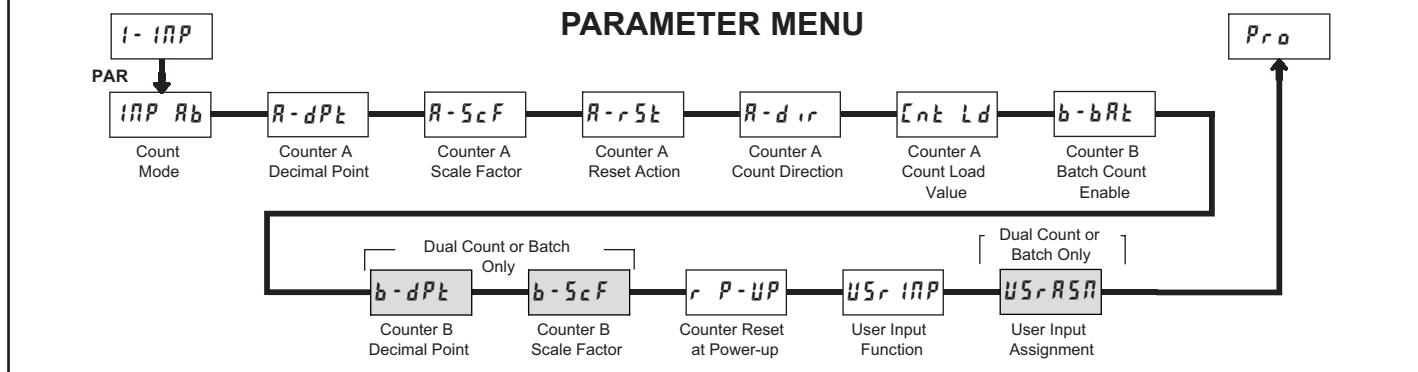 PARAMETER MENU
1-INP
Pro
PAR
INP Ab
A-dPt
A-ScF
A-rSt
A-dir
Cnt Ld
b-bAt
Count
Mode
Counter A
Decimal Point
Counter A
Scale Factor
Counter A
Reset Action
Counter A
Count Direction
Counter A
Count Load
Value
Counter B
Batch Count
Enable
Dual Count or Batch
Only
Dual Count or
Batch Only
b-dPt
b-ScF
r P-UP
USr INP
USrASN
Counter B
Decimal Point
Counter B
Scale Factor
Counter Reset
at Power-up
User Input
Function
User Input
Assignment